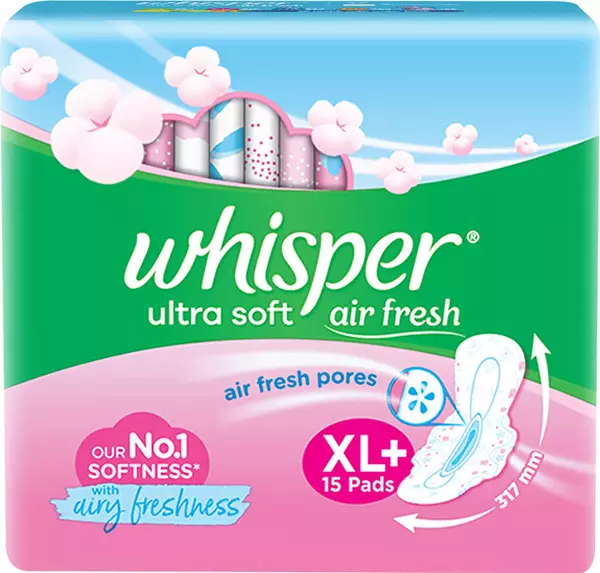 whisper®
ultra soft air fresh
air fresh pores
OUR No.1
SOFTNESS*
with
airy freshness
XL+
15 Pads
317 mm